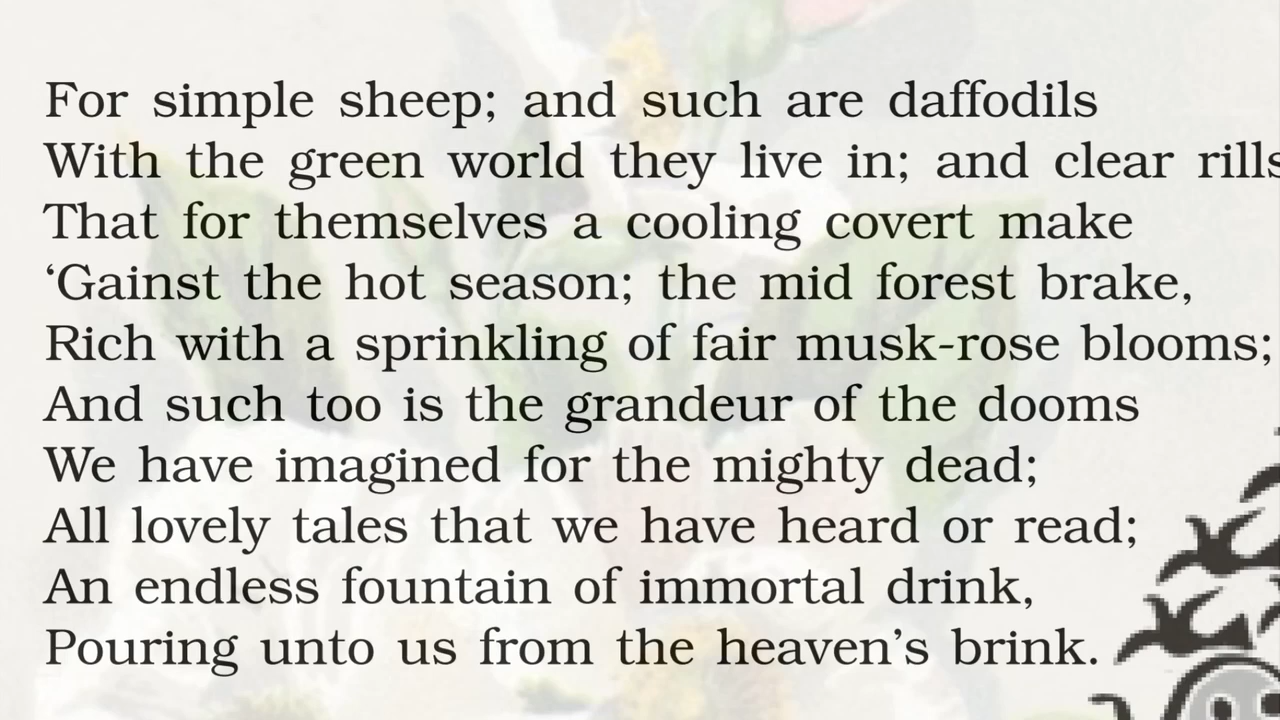 For simple sheep; and such are daffodils
With the green world they live in; and clear rills
That for themselves a cooling covert make
‘Gainst the hot season; the mid forest brake,
Rich with a sprinkling of fair musk-rose blooms;
And such too is the grandeur of the dooms
We have imagined for the mighty dead;
All lovely tales that we have heard or read;
An endless fountain of immortal drink,
Pouring unto us from the heaven’s brink.